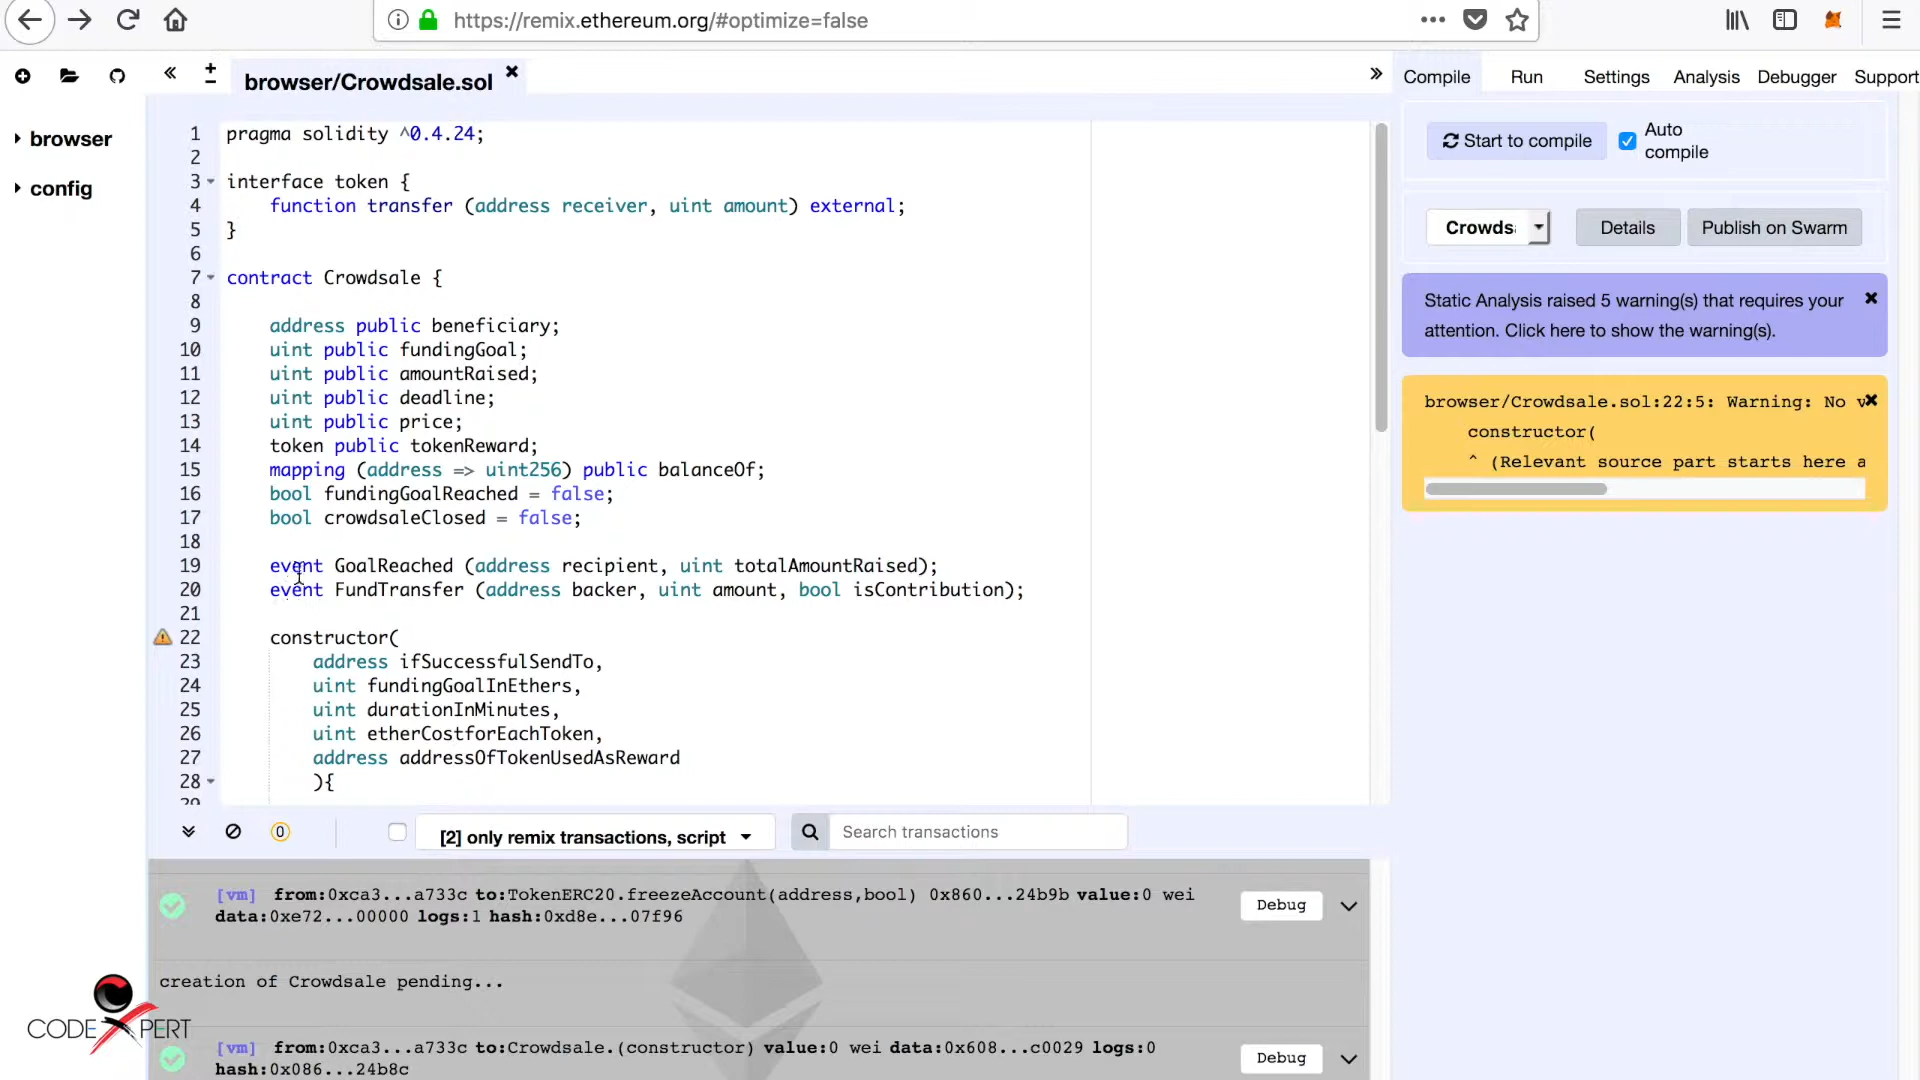 https://remix.ethereum.org/#optimize=false
browser/Crowdsale.sol
Compile Run Settings Analysis Debugger Support
browser
config
1 pragma solidity ^0.4.24;
2
3 interface token {
4 function transfer (address receiver, uint amount) external;
5 }
6
7 contract Crowdsale {
8
9 address public beneficiary;
10 uint public fundingGoal;
11 uint public amountRaised;
12 uint public deadline;
13 uint public price;
14 token public tokenReward;
15 mapping (address => uint256) public balanceOf;
16 bool fundingGoalReached = false;
17 bool crowdsaleClosed = false;
18
19 event GoalReached (address recipient, uint totalAmountRaised);
20 event FundTransfer (address backer, uint amount, bool isContribution);
21
22 constructor(
23 address ifSuccessfulSendTo,
24 uint fundingGoalInEthers,
25 uint durationInMinutes,
26 uint etherCostforEachToken,
27 address addressOfTokenUsedAsReward
28 ){
29
Start to compile
Auto compile
Crowds
Details
Publish on Swarm
Static Analysis raised 5 warning(s) that requires your
attention. Click here to show the warning(s).
browser/Crowdsale.sol:22:5: Warning: No
constructor(
^ (Relevant source part starts here a
0
[2] only remix transactions, script
Search transactions
[vm] from:0xca3...a733c to:TokenERC20.freezeAccount(address,bool) 0x860...24b9b value:0 wei
data:0xe72...00000 logs:1 hash:0xd8e...07f96
Debug
creation of Crowdsale pending...
[vm] from:0xca3...a733c to:Crowdsale.(constructor) value:0 wei data:0x608...c0029 logs:0
hash:0x086...24b8c
Debug
CODEXPERT